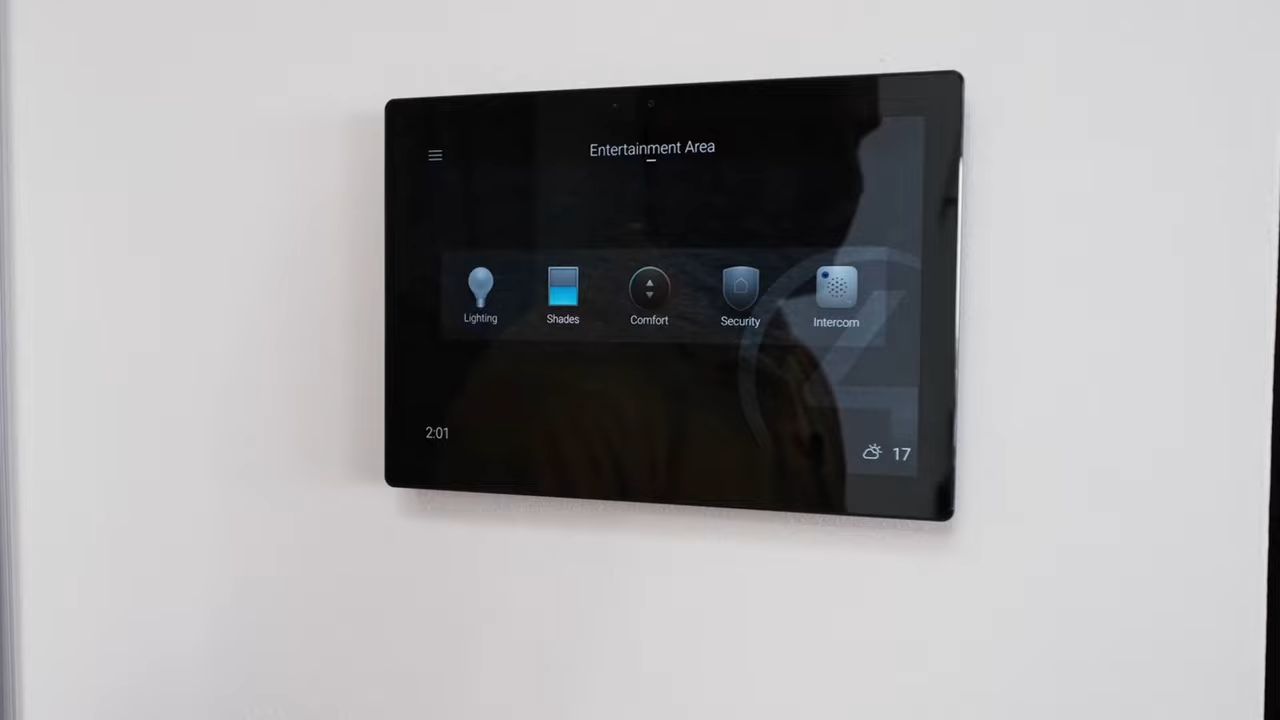 Entertainment Area
Lighting
Shades
Comfort
Security
Intercom
2:01
17